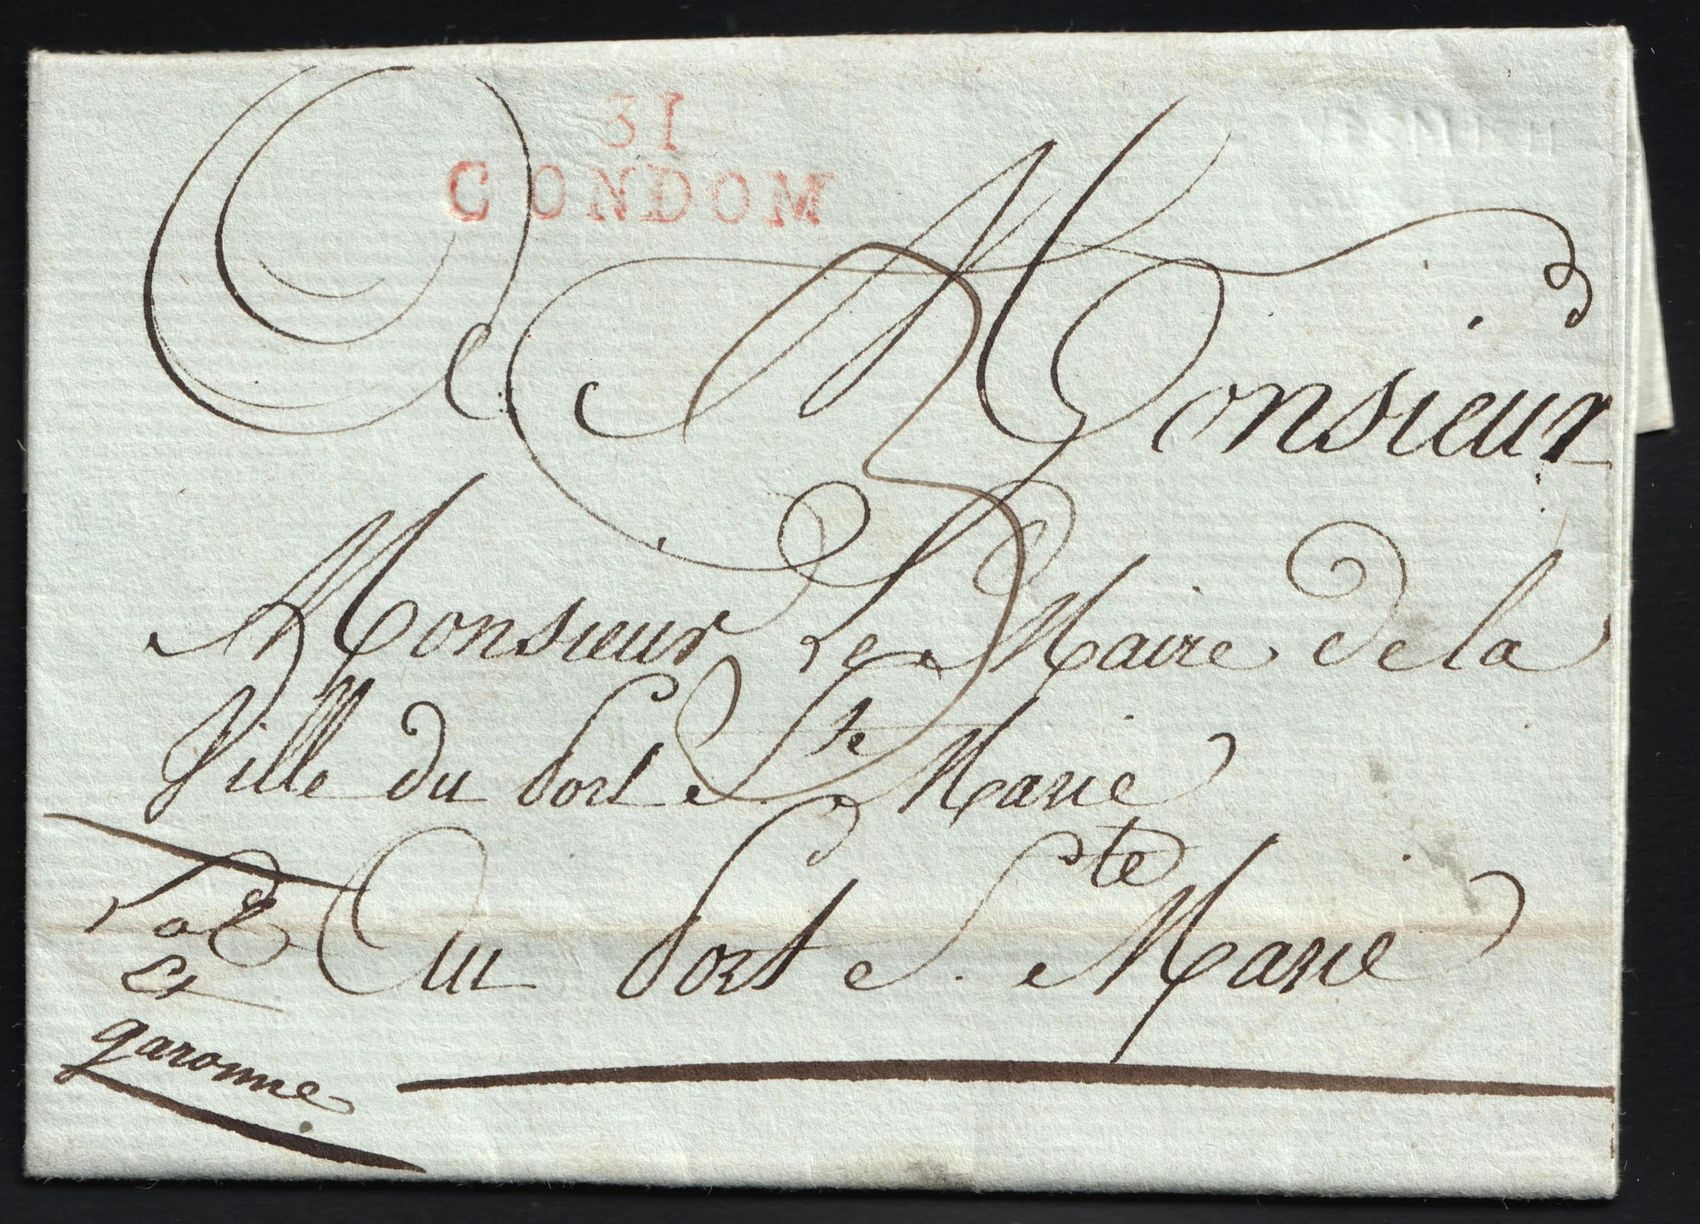 31
CONDOM
A Monsieur
Monsieur Le Maire de la
Ville du Port Ste Marie
Au Port Ste Marie
Lot
Et
garonne